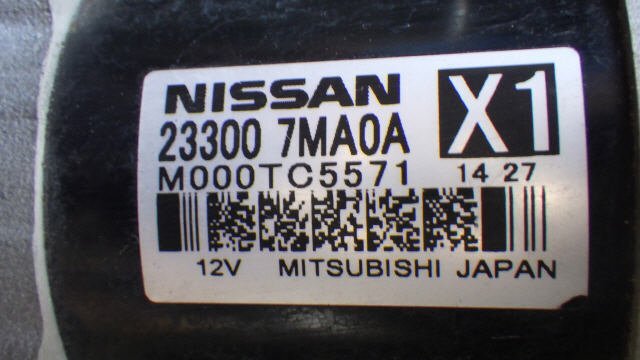 NISSAN
X1
23300 7MA0A
M000TC5571 14 27
12V MITSUBISHI JAPAN